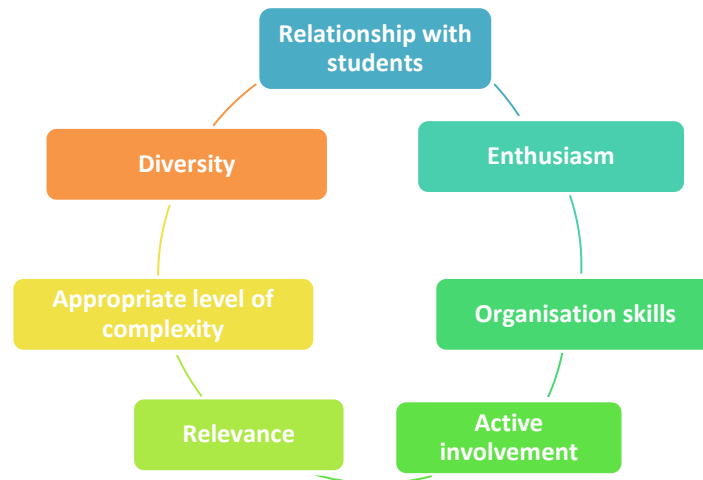 Relationship with
students
Enthusiasm
Organisation skills
Active
involvement
Relevance
Appropriate level of
complexity
Diversity